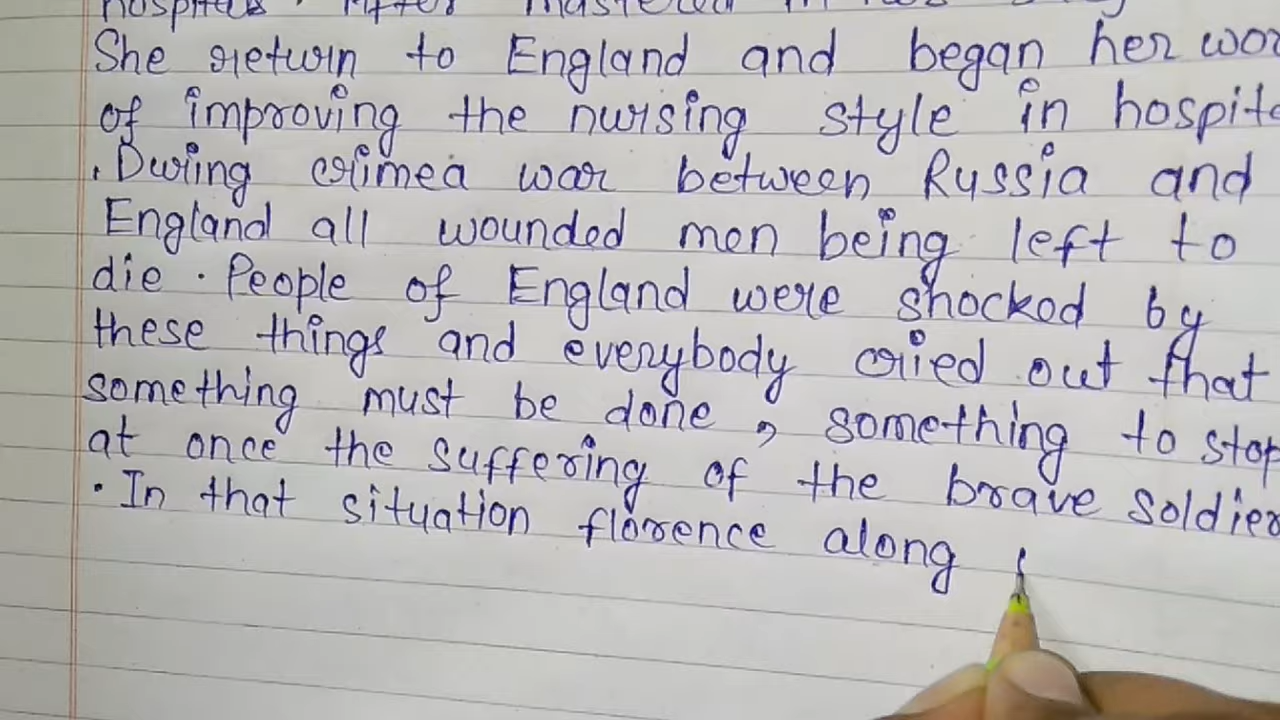 She return to England and began her
of improving the nursing style in
. During crimea war between Russia and
England all wounded men being left to
die . People of England were shocked by
these things and everybody cried out that
something must be done , something to stop
at once the suffering of the brave
. In that situation florence along